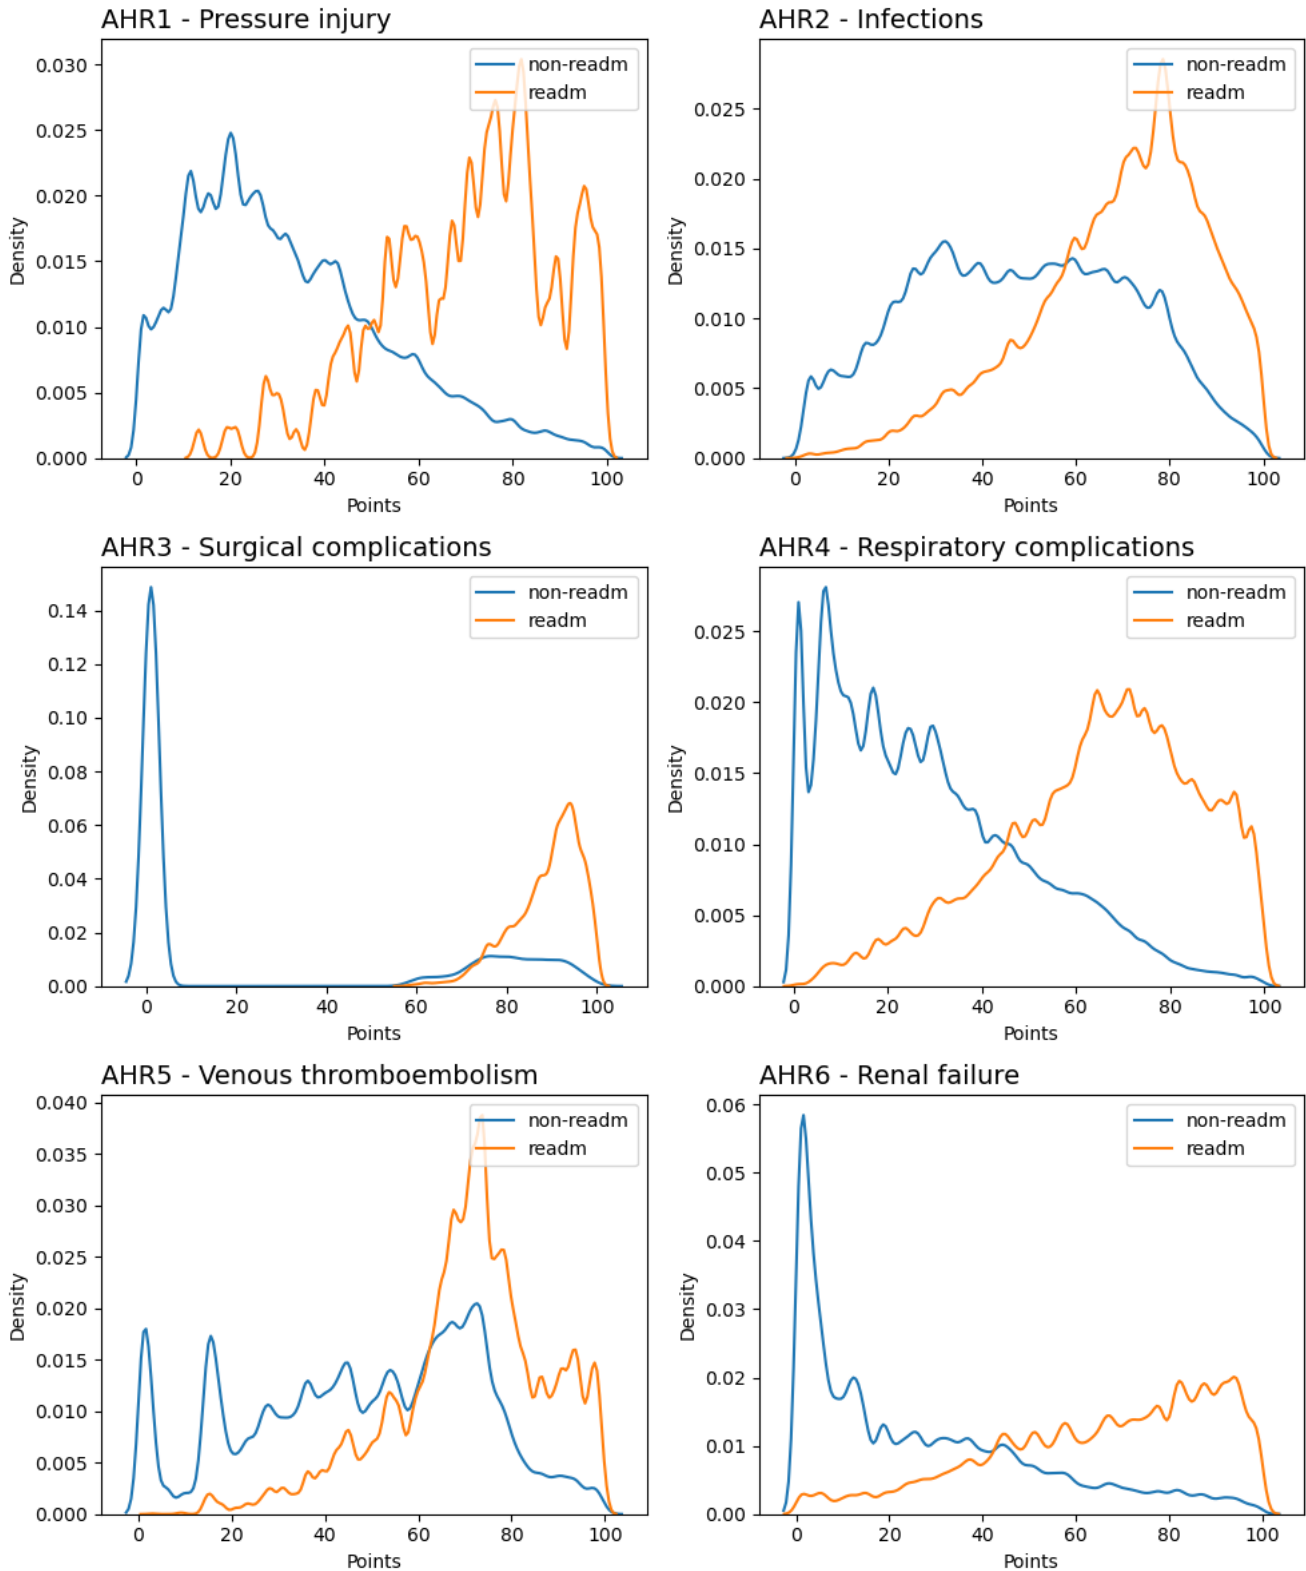 AHR1 - Pressure injury
0.030
0.025
0.020
0.015
0.010
0.005
0.000
Density
0 20 40 60 80 100
Points
non-readm
readm
AHR2 - Infections
0.025
0.020
0.015
0.010
0.005
0.000
Density
0 20 40 60 80 100
Points
non-readm
readm
AHR3 - Surgical complications
0.14
0.12
0.10
0.08
0.06
0.04
0.02
0.00
Density
0 20 40 60 80 100
Points
non-readm
readm
AHR4 - Respiratory complications
0.025
0.020
0.015
0.010
0.005
0.000
Density
0 20 40 60 80 100
Points
non-readm
readm
AHR5 - Venous thromboembolism
0.040
0.035
0.030
0.025
0.020
0.015
0.010
0.005
0.000
Density
0 20 40 60 80 100
Points
non-readm
readm
AHR6 - Renal failure
0.06
0.05
0.04
0.03
0.02
0.01
0.00
Density
0 20 40 60 80 100
Points
non-readm
readm